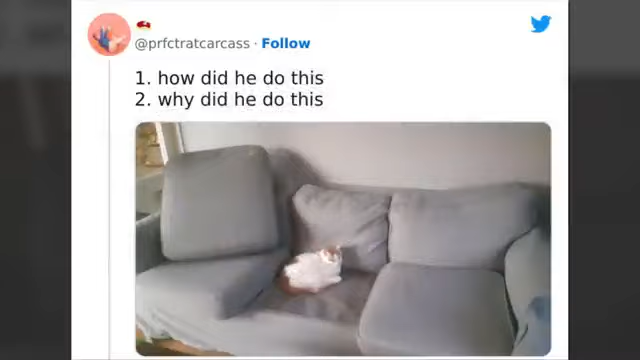 @prfctratcarcass · Follow
1. how did he do this
2. why did he do this